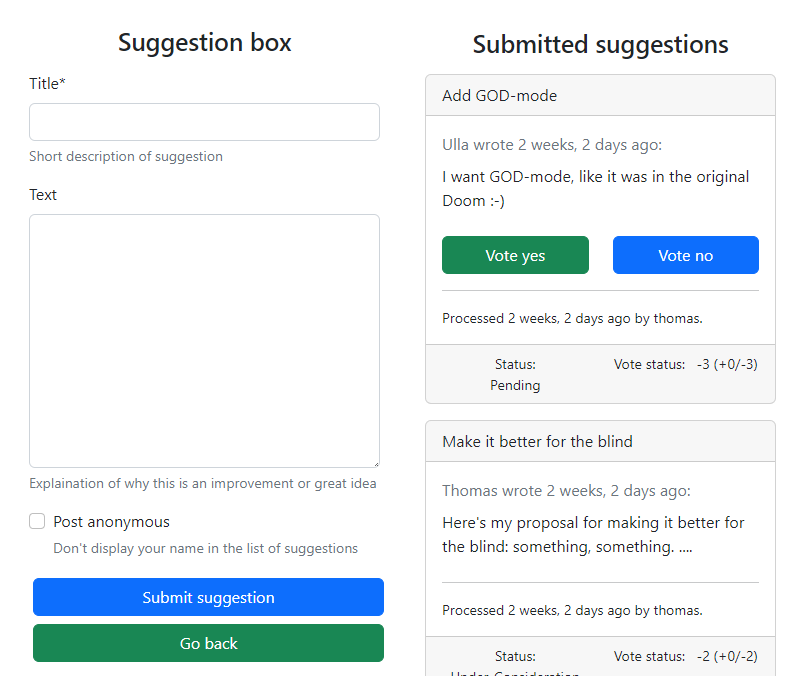 Suggestion box
Title*
Short description of suggestion
Text
Explaination of why this is an improvement or great idea
Post anonymous
Don't display your name in the list of suggestions
Submit suggestion
Go back
Submitted suggestions
Add GOD-mode
Ulla wrote 2 weeks, 2 days ago:
I want GOD-mode, like it was in the original
Doom :-)
Vote yes
Vote no
Processed 2 weeks, 2 days ago by thomas.
Status:
Pending
Vote status: -3 (+0/-3)
Make it better for the blind
Thomas wrote 2 weeks, 2 days ago:
Here's my proposal for making it better for
the blind: something, something. ....
Processed 2 weeks, 2 days ago by thomas.
Status:
Under Consideration
Vote status: -2 (+0/-2)